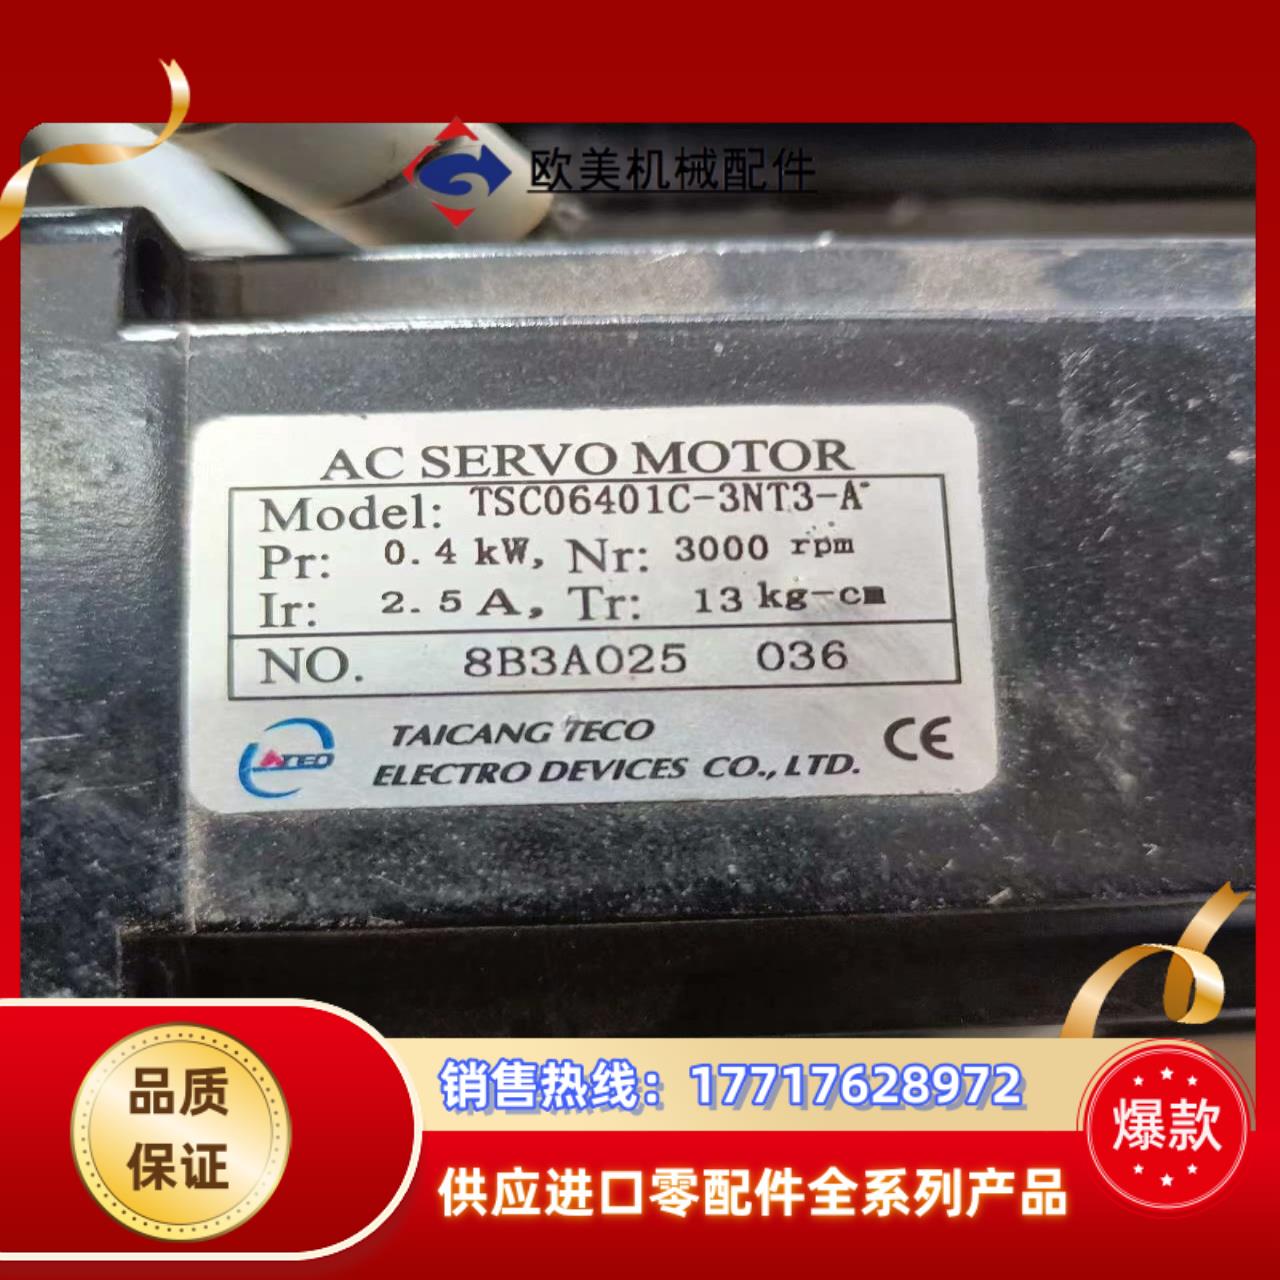 欧美机械配件
AC SERVO MOTOR
Model: TSC06401C-3NT3-A
Pr: 0.4 kW, Nr: 3000 rpm
Ir: 2.5 A, Tr: 13 kg-cm
NO. 8B3A025 036
TECO
TAICANG TECO
ELECTRO DEVICES CO., LTD.
CE
品质
保证
销售热线：17717628972
供应进口零配件全系列产品
爆款